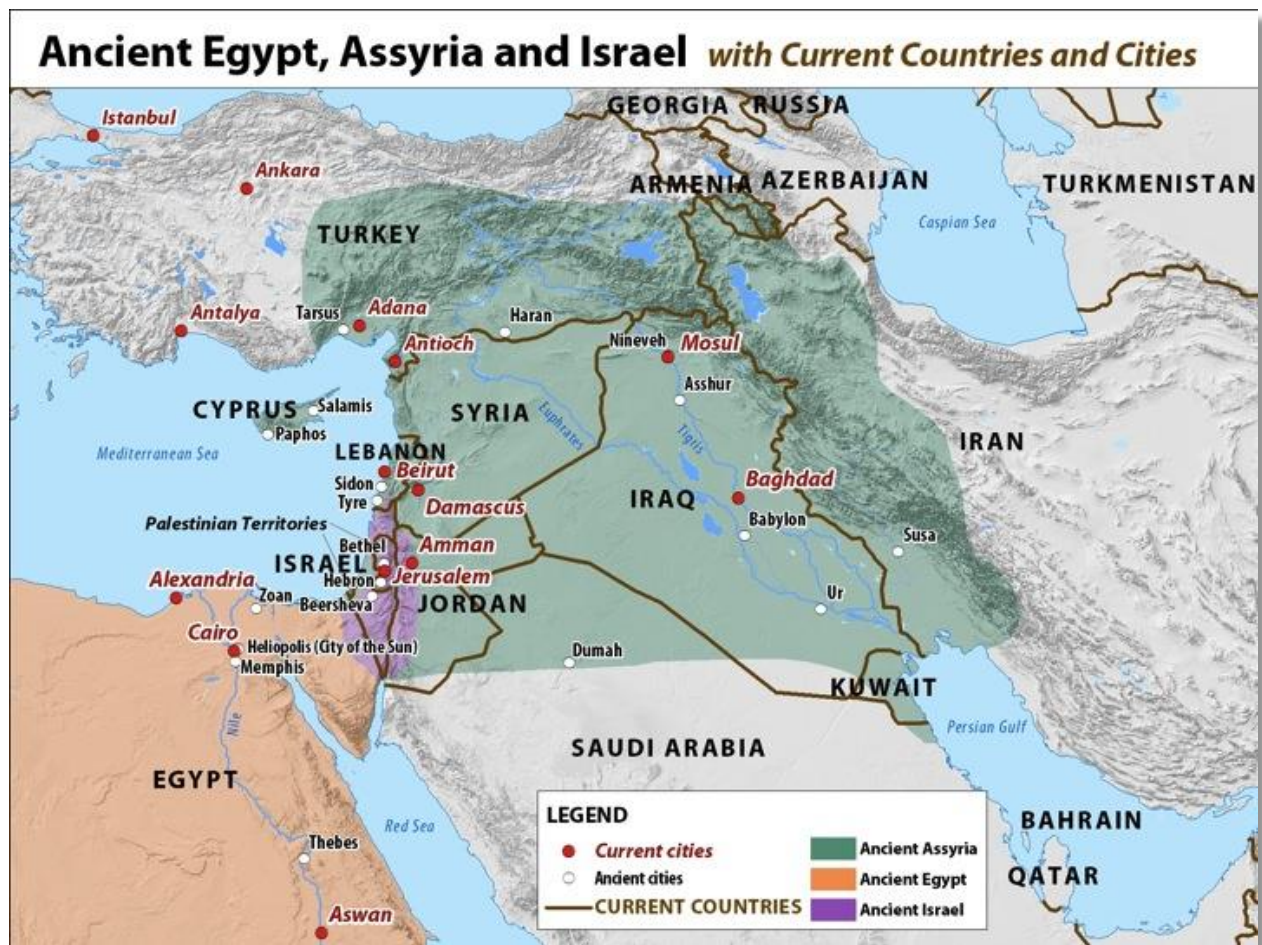 Ancient Egypt, Assyria and Israel with Current Countries and Cities
GEORGIA RUSSIA
Istanbul
Ankara
ARMENIA AZERBAIJAN
TURKMENISTAN
Caspian Sea
TURKEY
Antalya
Tarsus
Adana
Haran
Antioch
Nineveh
Mosul
Asshur
CYPRUS
Salamis
Paphos
SYRIA
Euphrates
Tigris
IRAN
Mediterranean Sea
LEBANON
Beirut
Sidon
Tyre
Damascus
IRAQ
Baghdad
Babylon
Susa
Palestinian Territories
Bethel
Amman
ISRAEL
Jerusalem
Hebron
Beersheva
JORDAN
Ur
Alexandria
Zoan
Cairo
Heliopolis (City of the Sun)
Memphis
Dumah
KUWAIT
Nile
Persian Gulf
SAUDI ARABIA
EGYPT
Red Sea
Thebes
Aswan
BAHRAIN
QATAR
LEGEND
Current cities
Ancient cities
CURRENT COUNTRIES
Ancient Assyria
Ancient Egypt
Ancient Israel